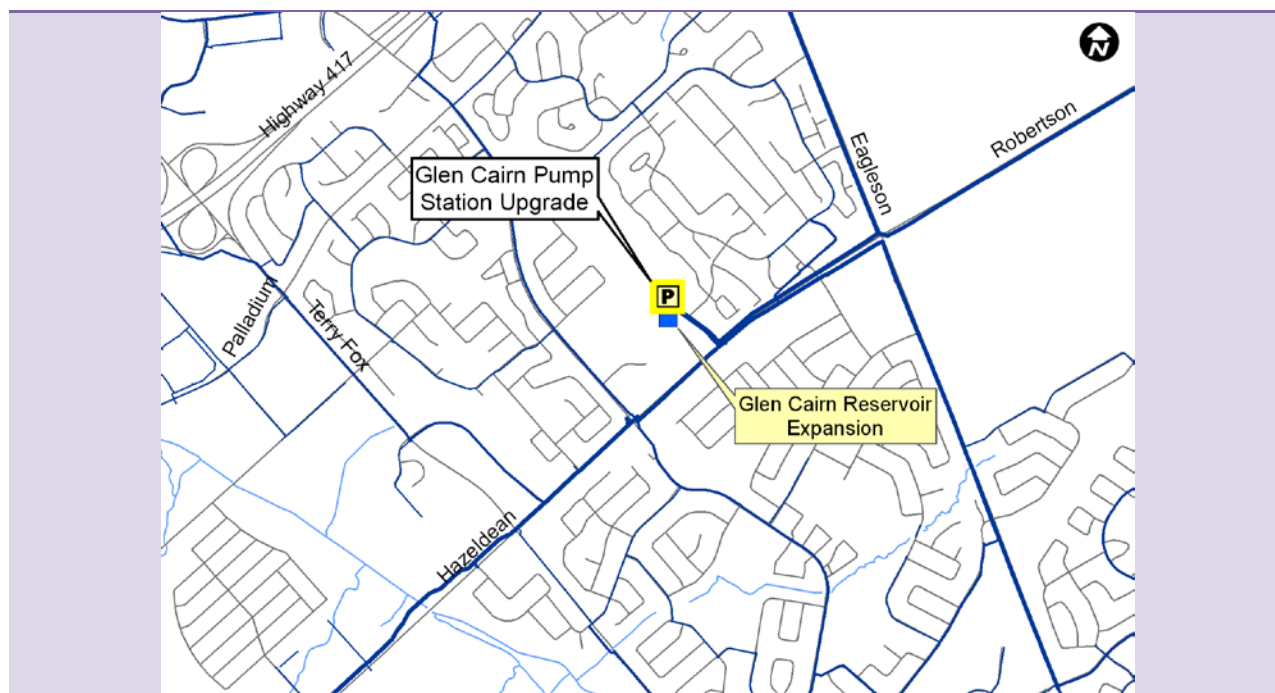 N
Highway 417
Robertson
Eagleson
Glen Cairn Pump
Station Upgrade
P
Palladium
Terry Fox
Glen Cairn Reservoir
Expansion
Hazeldean